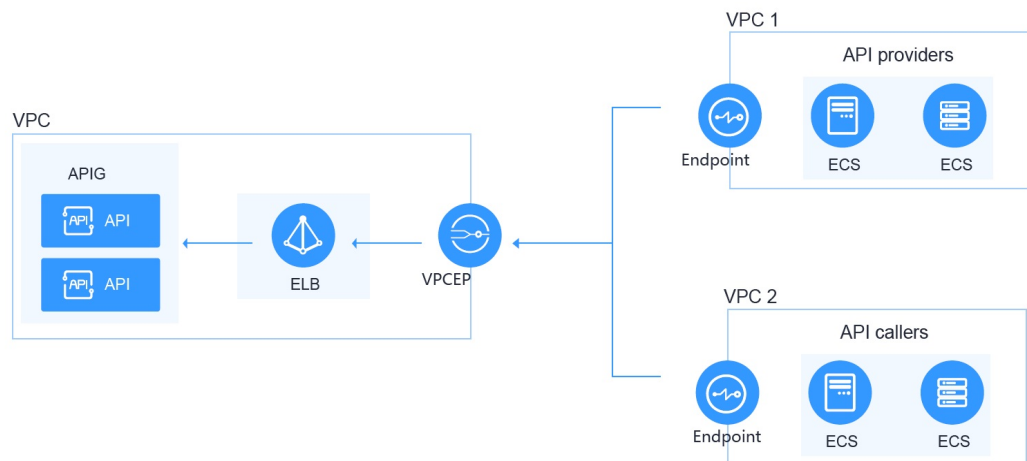 VPC
APIG
API API
API API
ELB
VPCEP
VPC 1
API providers
Endpoint
ECS
ECS
VPC 2
API callers
Endpoint
ECS
ECS